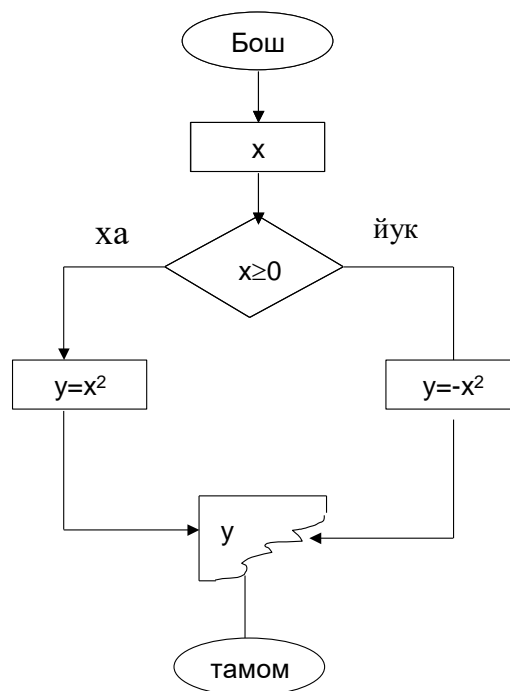 Бош
x
ха
йук
x≥0
y=x²
y=-x²
y
тамом